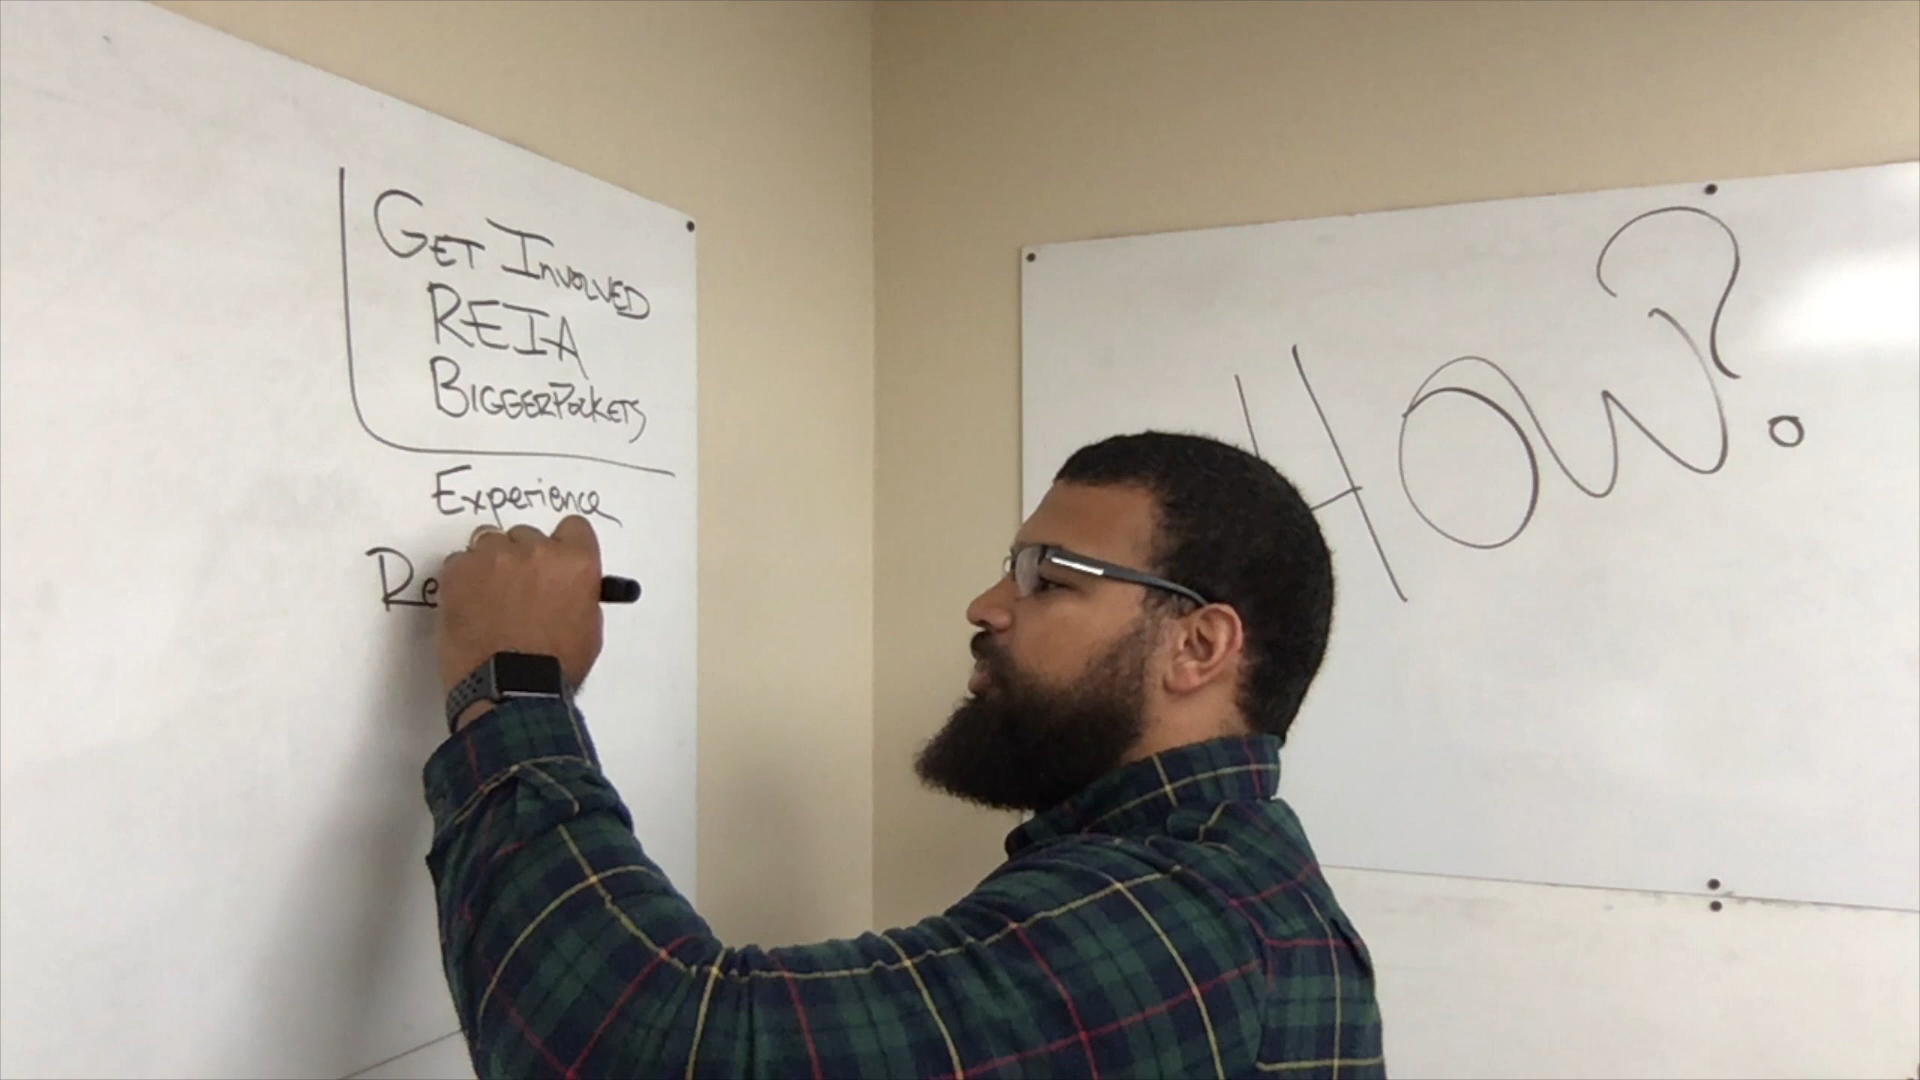 Get Involved
REIA
BiggerPockets
Experience
Re
HOW?